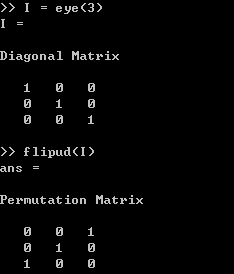 >> I = eye(3)
I =
Diagonal Matrix
1 0 0
0 1 0
0 0 1
>> flipud(I)
ans =
Permutation Matrix
0 0 1
0 1 0
1 0 0